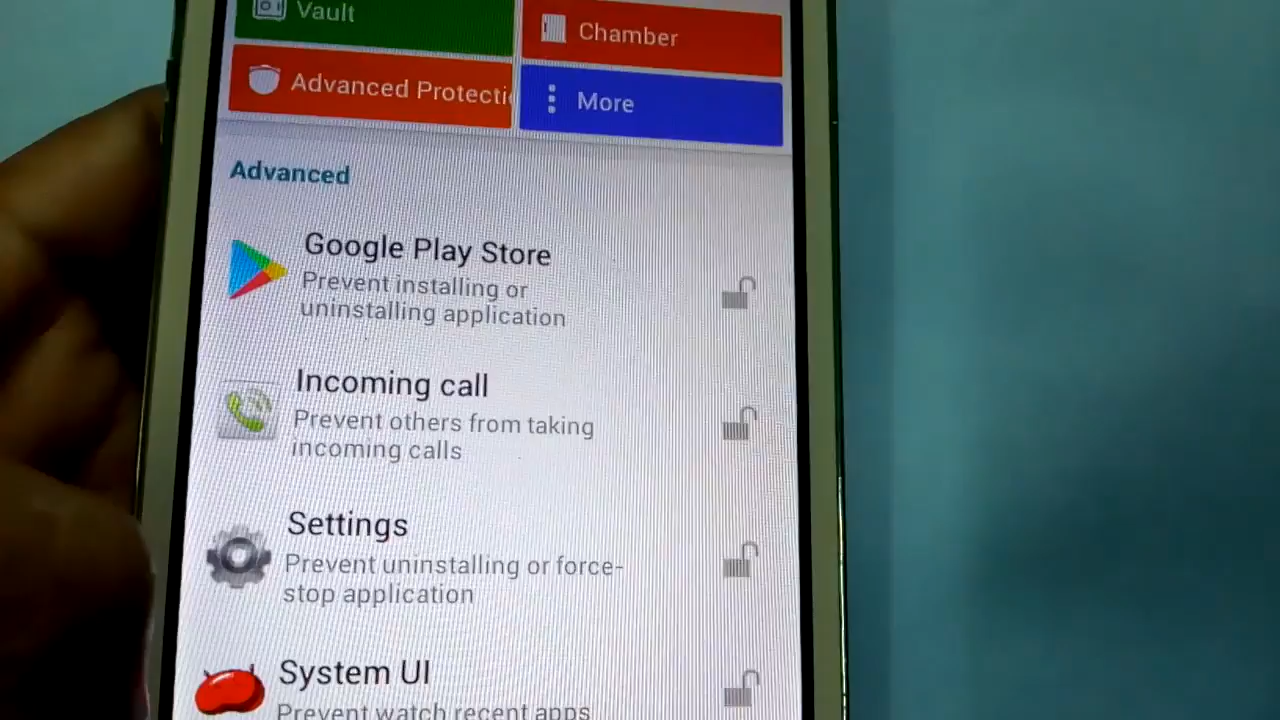 Vault
Chamber
Advanced Protecti
More
Advanced
Google Play Store
Prevent installing or
uninstalling application
Incoming call
Prevent others from taking
incoming calls
Settings
Prevent uninstalling or force-
stop application
System UI
Prevent watch recent apps